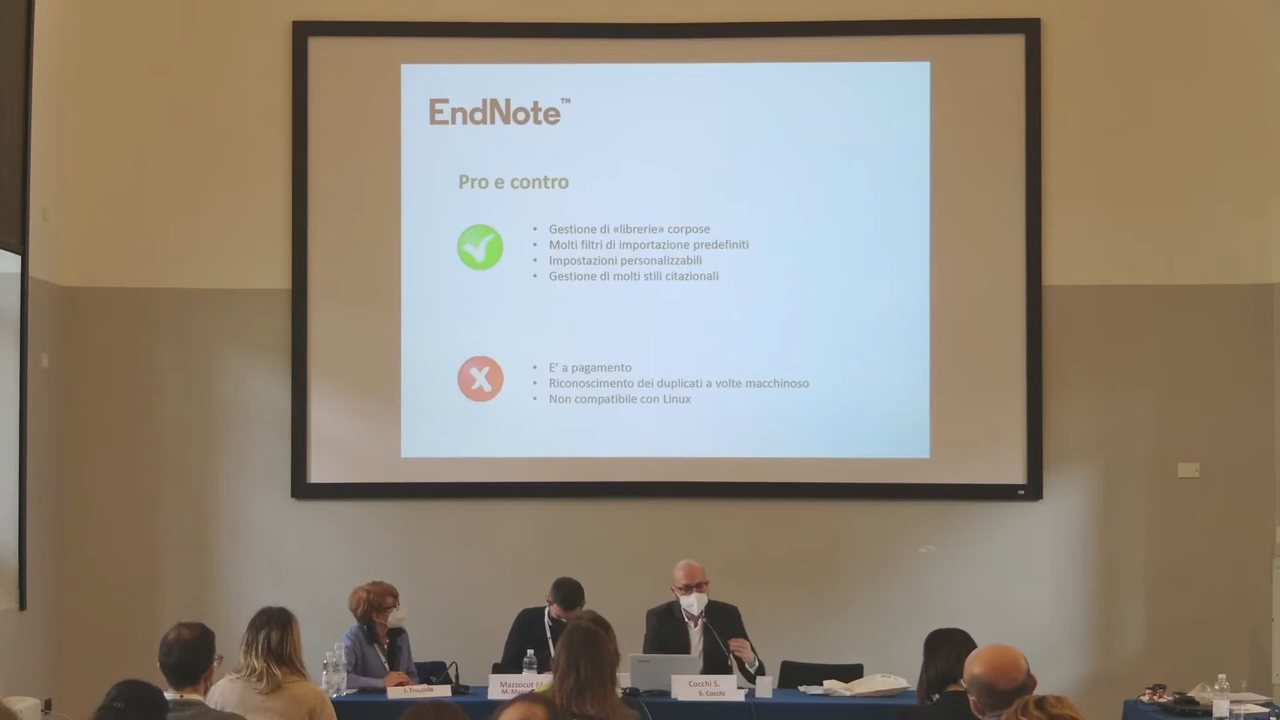 EndNote™
Pro e contro
• Gestione di «librerie» corpose
• Molti filtri di importazione predefiniti
• Impostazioni personalizzabili
• Gestione di molti stili citazionali
• E' a pagamento
• Riconoscimento dei duplicati a volte macchinoso
• Non compatibile con Linux
Mazzocut
Cocchi S.
S. Cocchi